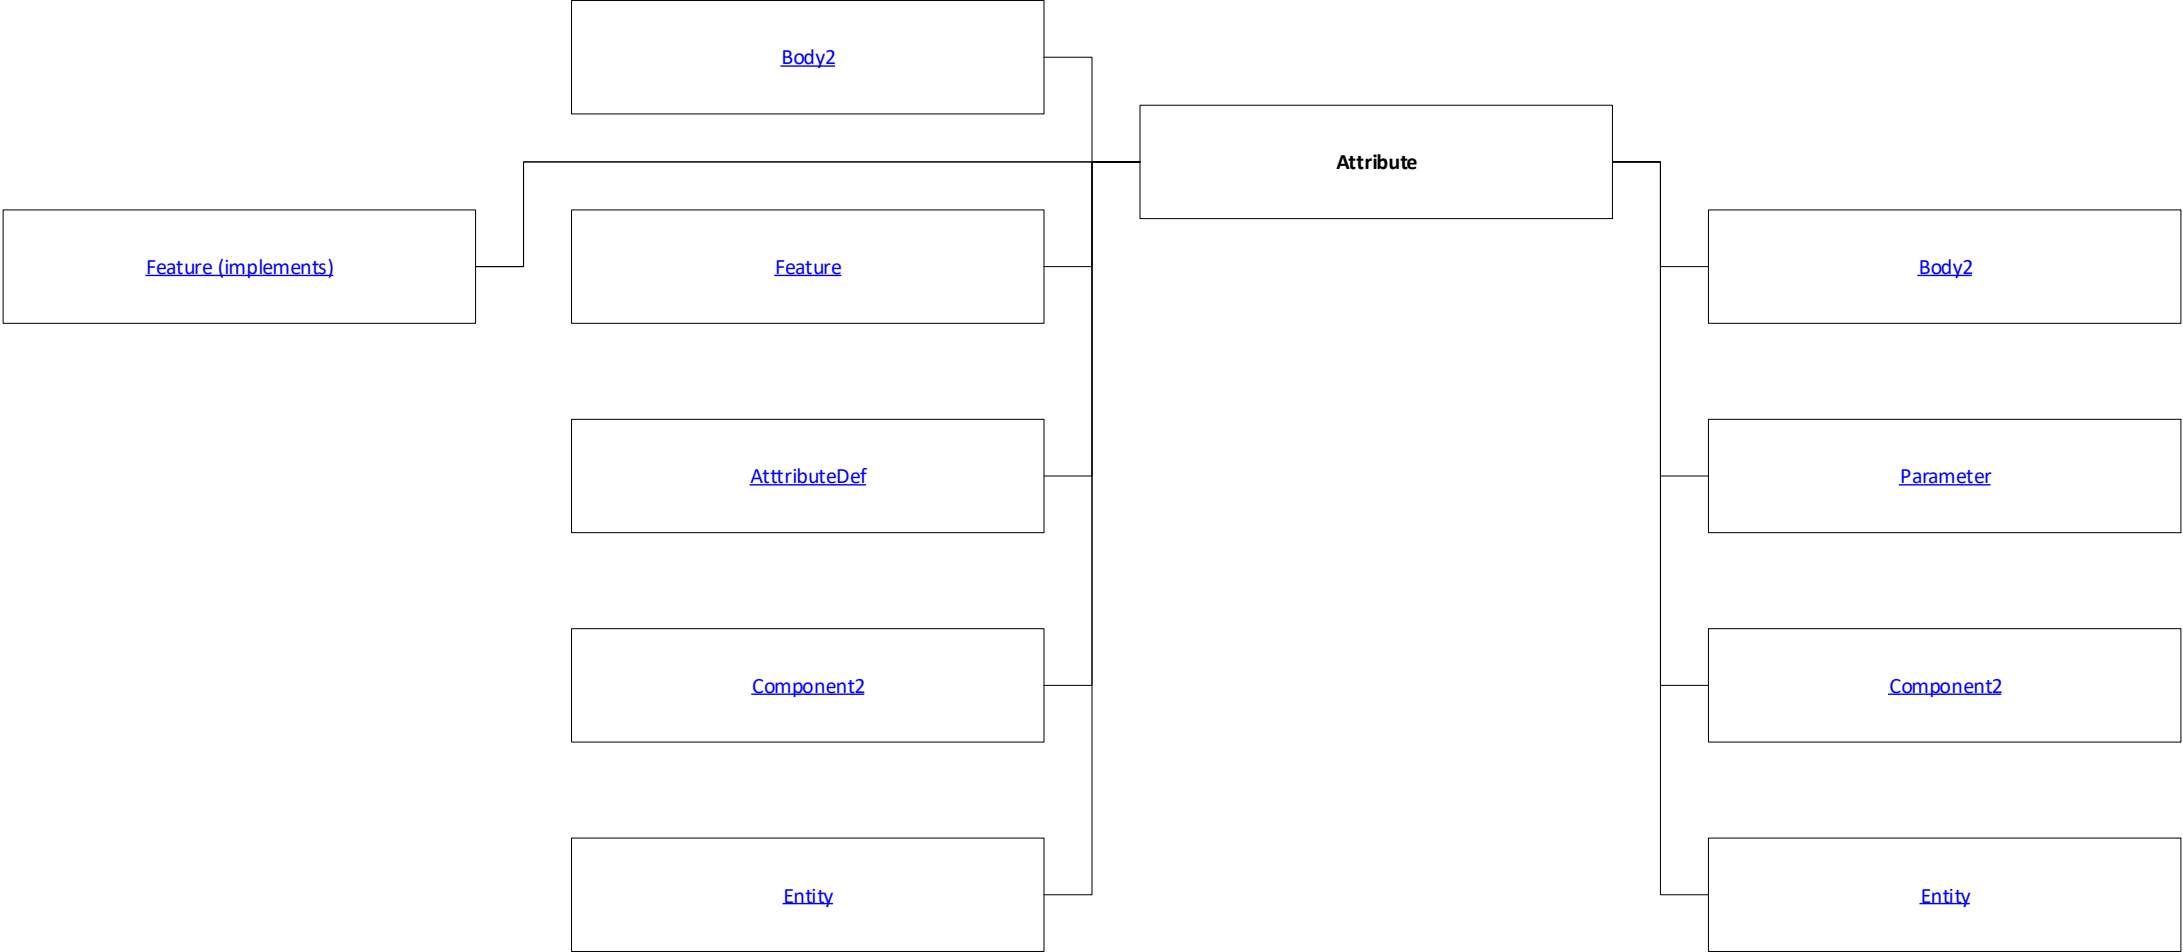 Body2
Attribute
Feature (implements)
Feature
Body2
AtttributeDef
Parameter
Component2
Component2
Entity
Entity